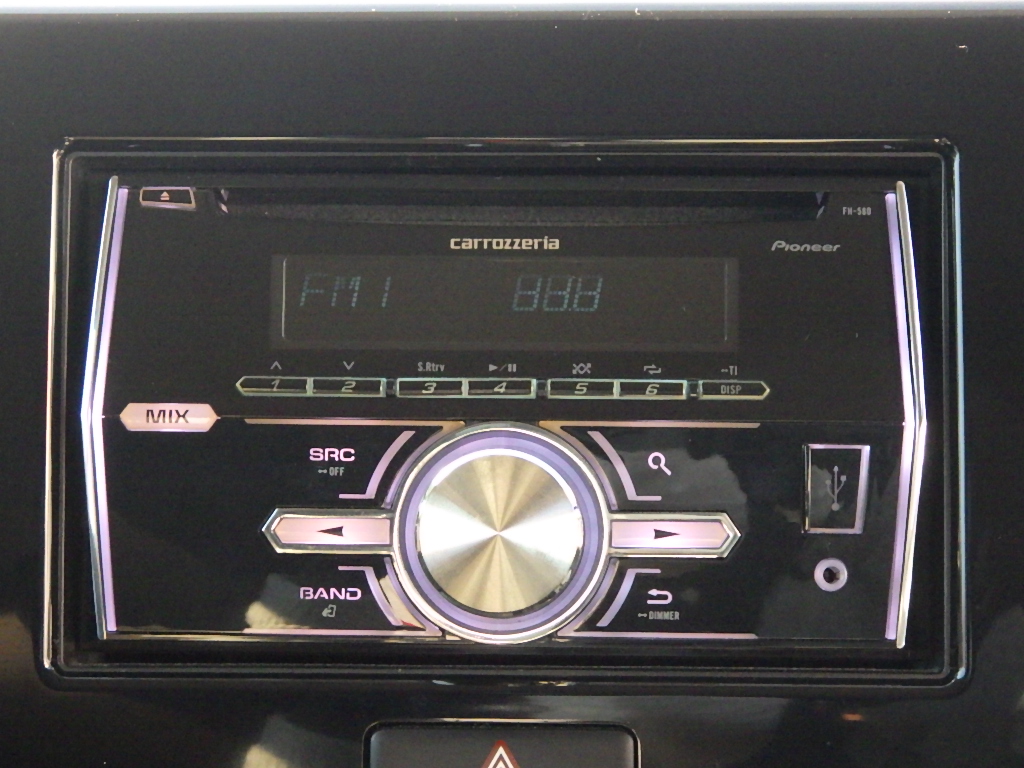 FH-580
carrozzeria
Pioneer
FM1
S.Rtrv
TI
1 2 3 4 5 6 DISP
MIX
SRC
OFF
BAND
DIMMER